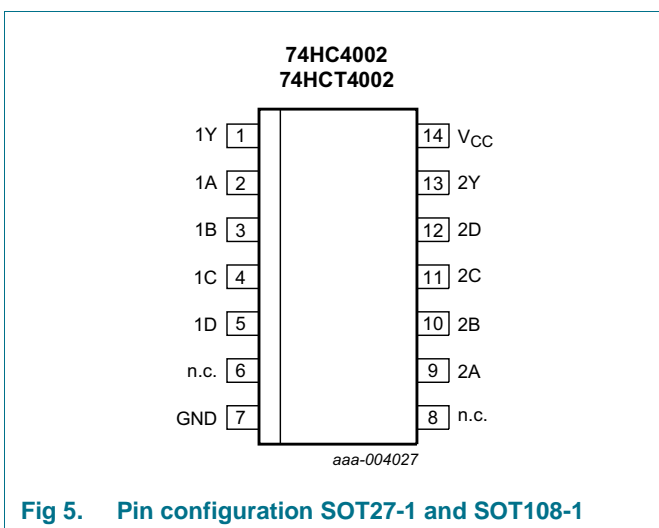 74HC4002
74HCT4002
1Y 1 14 VCC
1A 2 13 2Y
1B 3 12 2D
1C 4 11 2C
1D 5 10 2B
n.c. 6 9 2A
GND 7 8 n.c.
aaa-004027
Fig 5. Pin configuration SOT27-1 and SOT108-1